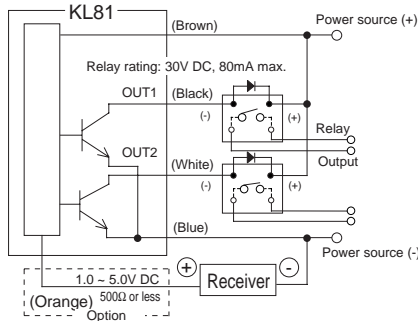 KL81
(Brown)
Power source (+)
Relay rating: 30V DC, 80mA max.
OUT1
(Black)
(-)
(+)
Relay
Output
OUT2
(White)
(-)
(+)
(Blue)
Power source (-)
1.0 ~ 5.0V DC
+
Receiver
-
(Orange)
500Ω or less
Option